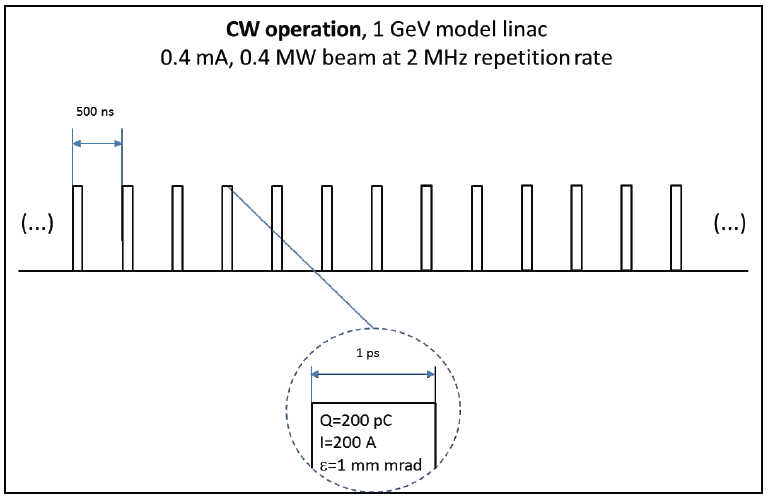 CW operation, 1 GeV model linac
0.4 mA, 0.4 MW beam at 2 MHz repetition rate
500 ns
(...)
(...)
1 ps
Q=200 pC
I=200 A
ε=1 mm mrad